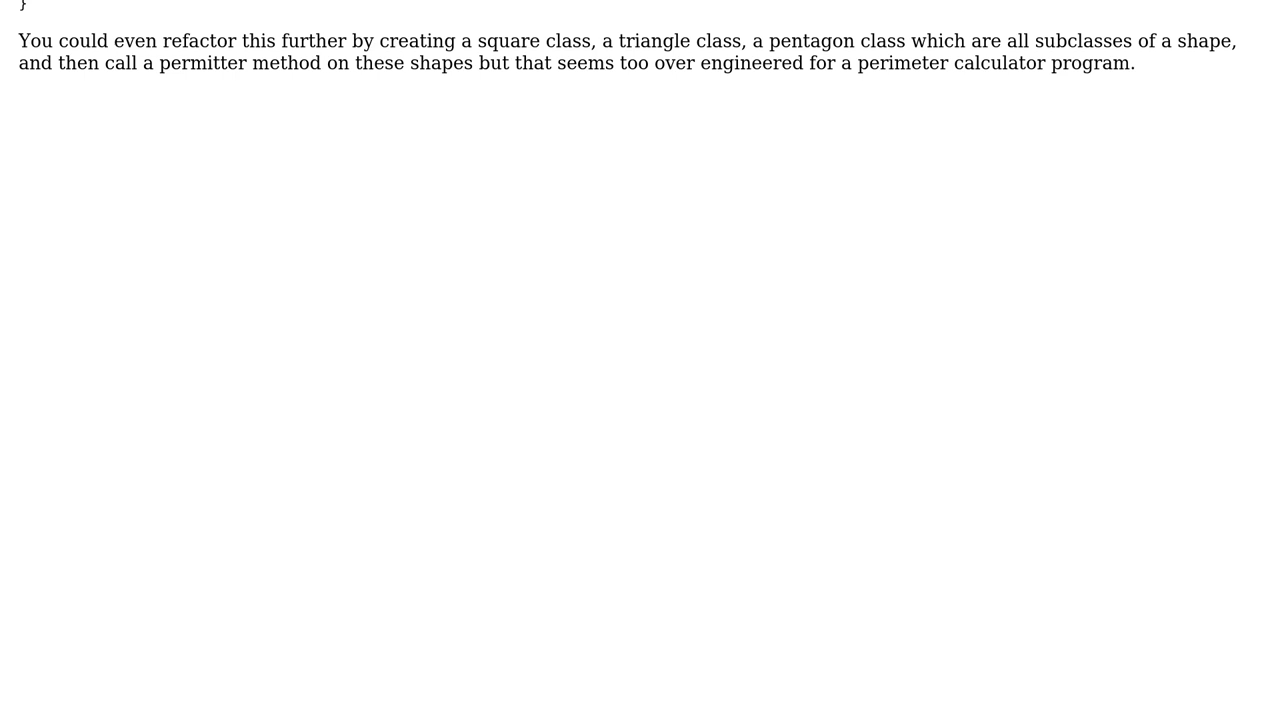 }
You could even refactor this further by creating a square class, a triangle class, a pentagon class which are all subclasses of a shape,
and then call a permitter method on these shapes but that seems too over engineered for a perimeter calculator program.